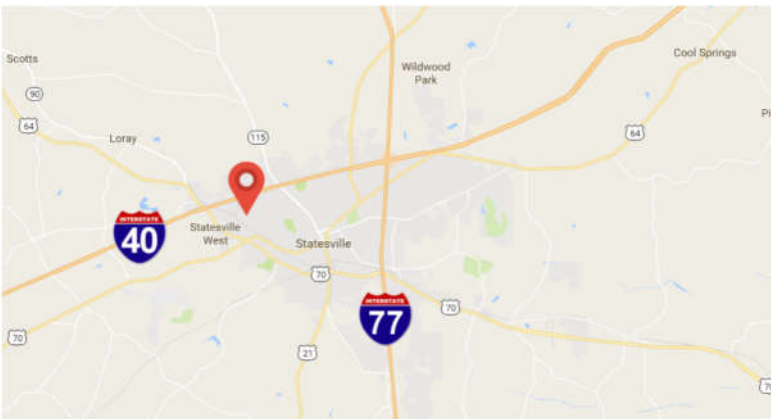 Scotts
Cool Springs
Wildwood
Park
90
64
115
64
Loray
INTERSTATE
40
Statesville
West
Statesville
70
INTERSTATE
77
70
70
21